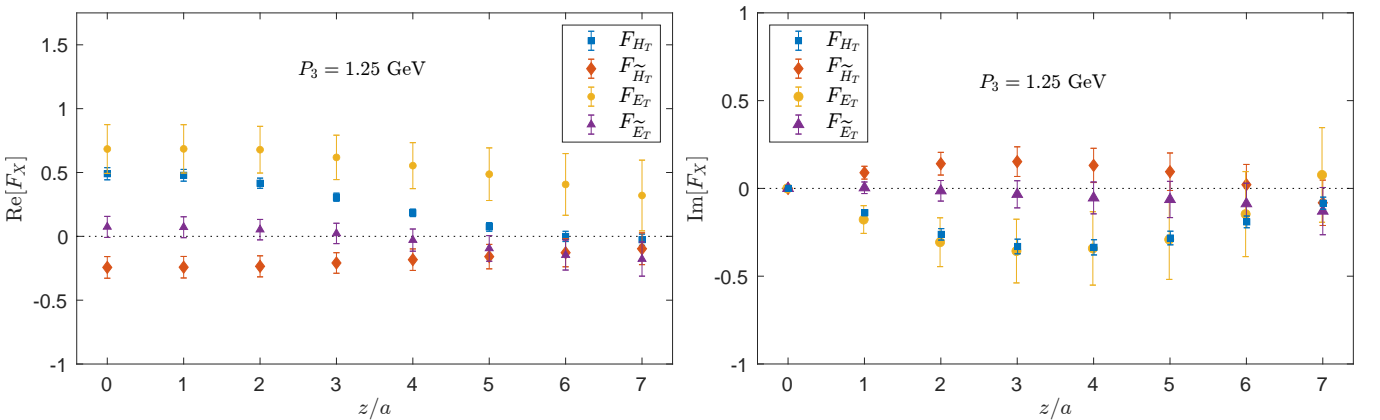 Re[F_X]
1.5
1
0.5
0
-0.5
-1
0 1 2 3 4 5 6 7
z/a
P_3 = 1.25 GeV
F_{H_T}
F_{\widetilde{H}_T}
F_{E_T}
F_{\widetilde{E}_T}
Im[F_X]
1
0.5
0
-0.5
-1
0 1 2 3 4 5 6 7
z/a
P_3 = 1.25 GeV
F_{H_T}
F_{\widetilde{H}_T}
F_{E_T}
F_{\widetilde{E}_T}